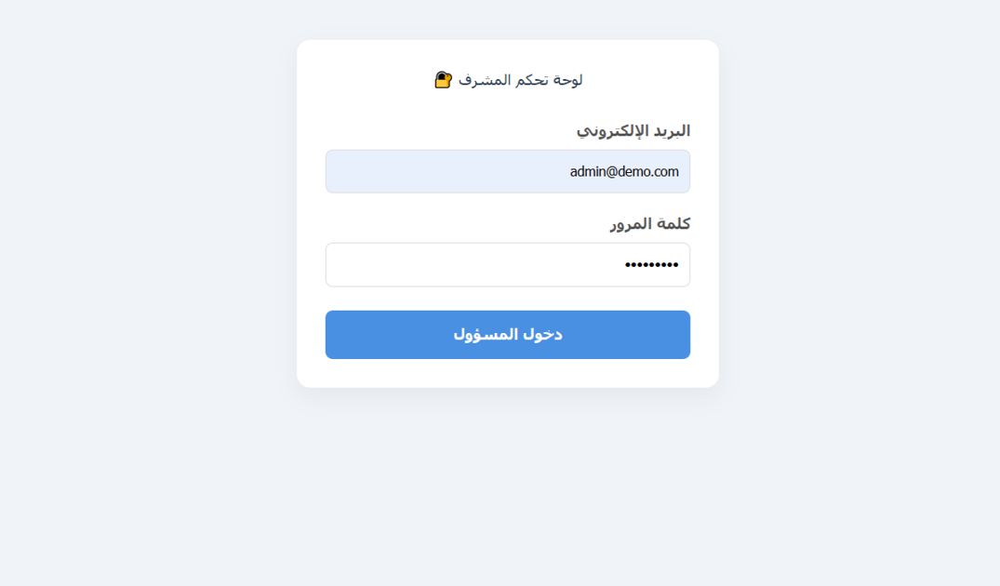 لوحة تحكم المشرف 🔐
البريد الإلكتروني
admin@demo.com
كلمة المرور
•••••••••
دخول المسؤول